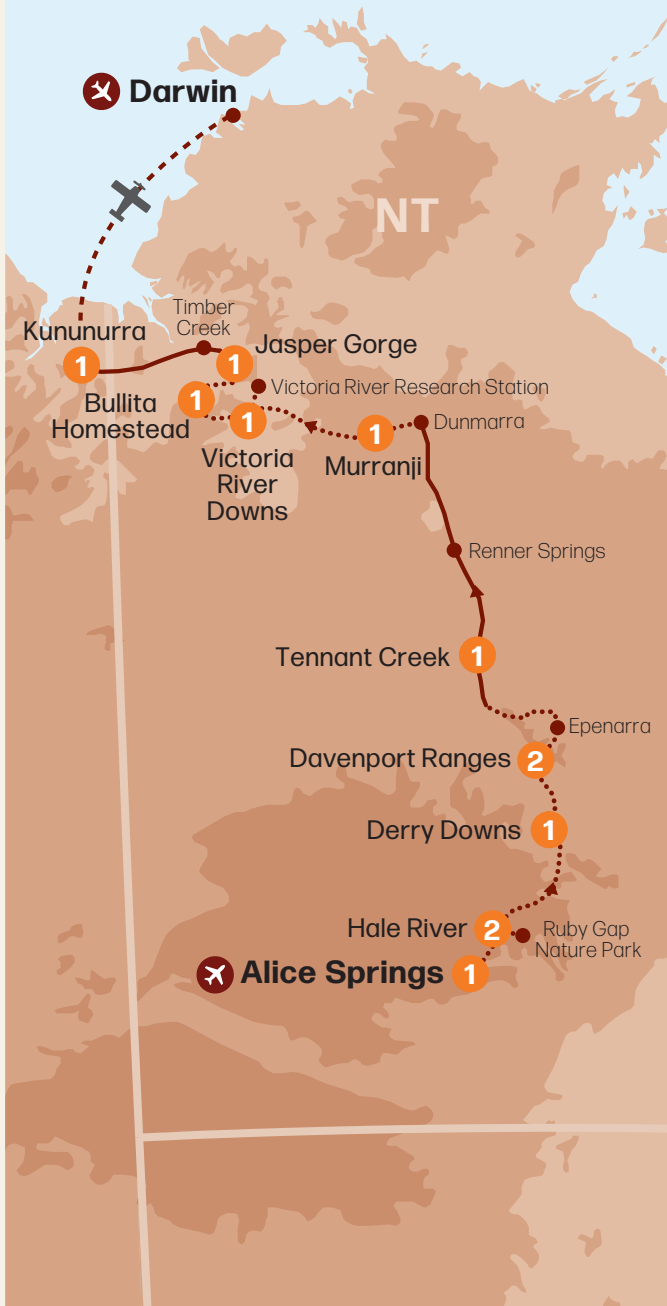 Darwin
NT
Timber
Creek
Kununurra
1
Jasper Gorge
1
Victoria River Research Station
Bullita
Homestead
1
1
Victoria
River
Downs
Murranji
1
Dunmarra
Renner Springs
Tennant Creek
1
Epenarra
Davenport Ranges
2
Derry Downs
1
Hale River
2
Ruby Gap
Nature Park
Alice Springs
1